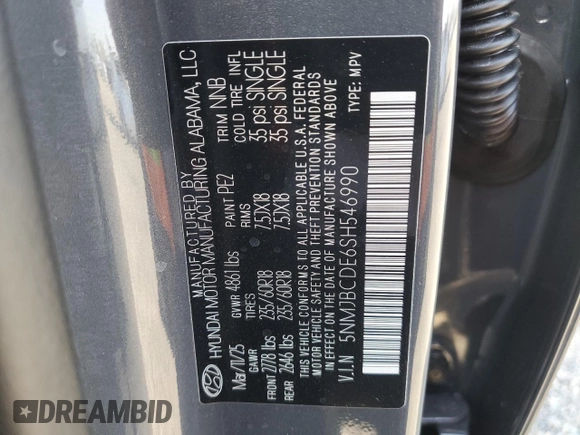 MANUFACTURED BY
HYUNDAI MOTOR MANUFACTURING ALABAMA, LLC
Mar/11/25 GVWR 4861 lbs PAINT PE2 TRIM NNB
GAWR TIRES RIMS COLD TIRE INFL
FRONT 2778 lbs 235/60R18 7.5JX18 35 psi SINGLE
REAR 2646 lbs 235/60R18 7.5JX18 35 psi SINGLE
THIS VEHICLE CONFORMS TO ALL APPLICABLE U.S.A. FEDERAL
MOTOR VEHICLE SAFETY, AND THEFT PREVENTION STANDARDS
IN EFFECT ON THE DATE OF MANUFACTURE SHOWN ABOVE
V.I.N 5NMJBCDE6SH546990 TYPE: MPV
DREAMBID